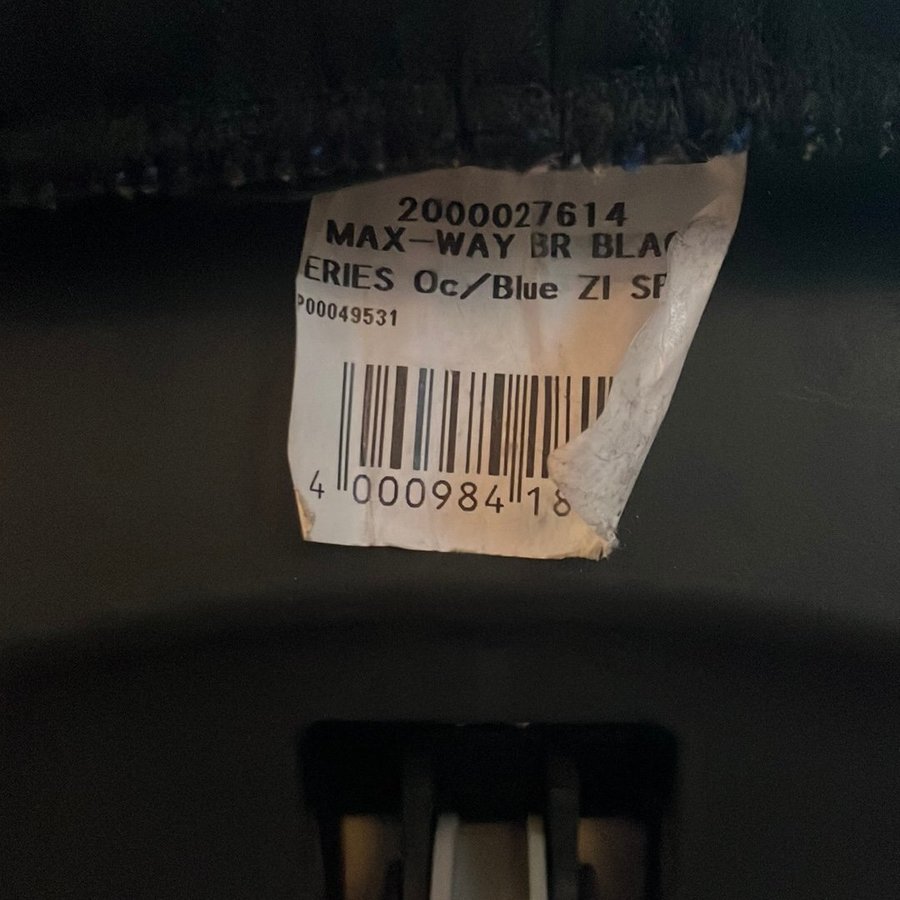 2000027614
MAX-WAY BR BLAC
ERIES Oc/Blue ZI SP
P00049531
4 000984 18